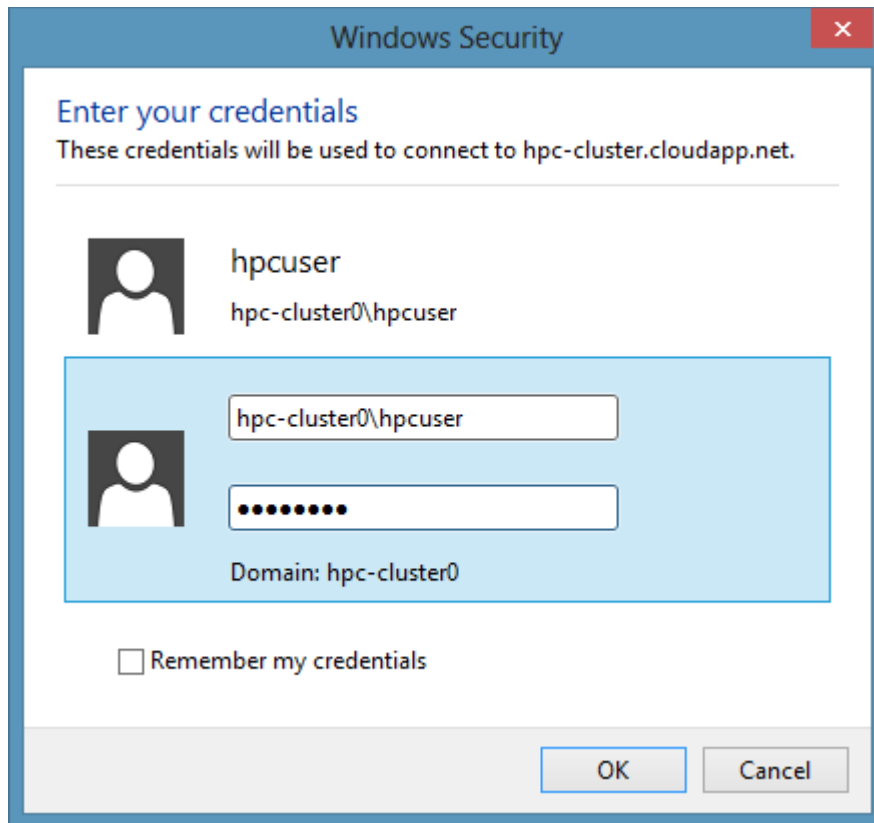 Windows Security
Enter your credentials
These credentials will be used to connect to hpc-cluster.cloudapp.net.
hpcuser
hpc-cluster0\hpcuser
hpc-cluster0\hpcuser
••••••••
Domain: hpc-cluster0
Remember my credentials
OK
Cancel